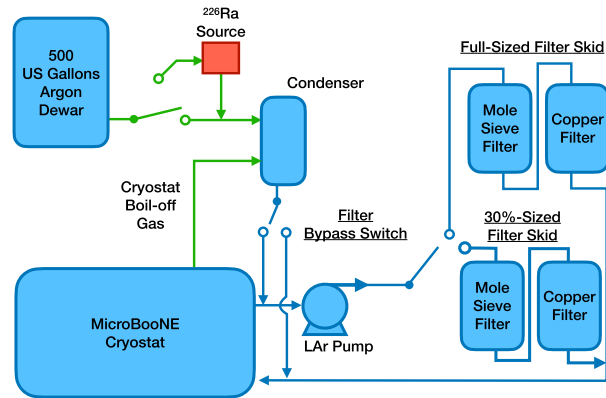 500
US Gallons
Argon
Dewar
²²⁶Ra
Source
Condenser
Cryostat
Boil-off
Gas
Filter
Bypass Switch
Full-Sized Filter Skid
Mole
Sieve
Filter
Copper
Filter
30%-Sized
Filter Skid
Mole
Sieve
Filter
Copper
Filter
MicroBooNE
Cryostat
LAr Pump